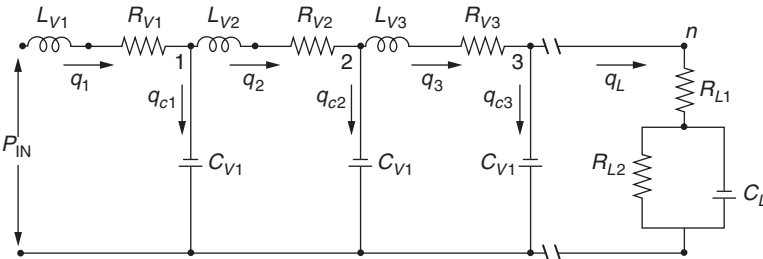 L_V1 R_V1 L_V2 R_V2 L_V3 R_V3 n
1 2 3
q_1 q_2 q_3 q_L
R_L1
q_c1 q_c2 q_c3
P_IN C_V1 C_V1 C_V1 R_L2 C_L